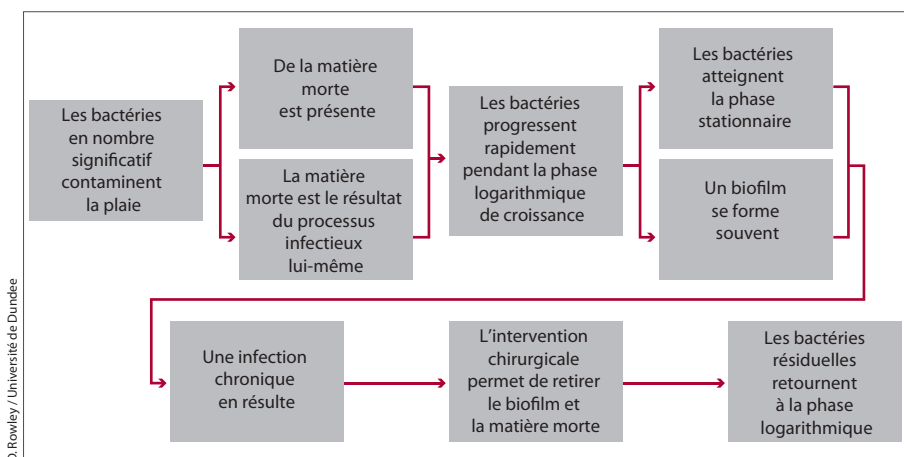 Les bactéries
en nombre
significatif
contaminent
la plaie
De la matière
morte
est présente
La matière
morte est le résultat
du processus
infectieux
lui-même
Les bactéries
progressent
rapidement
pendant la phase
logarithmique
de croissance
Les bactéries
atteignent
la phase
stationnaire
Un biofilm
se forme
souvent
Une infection
chronique
en résulte
L'intervention
chirurgicale
permet de retirer
le biofilm et
la matière morte
Les bactéries
résiduelles
retournent
à la phase
logarithmique
D. Rowley / Université de Dundee